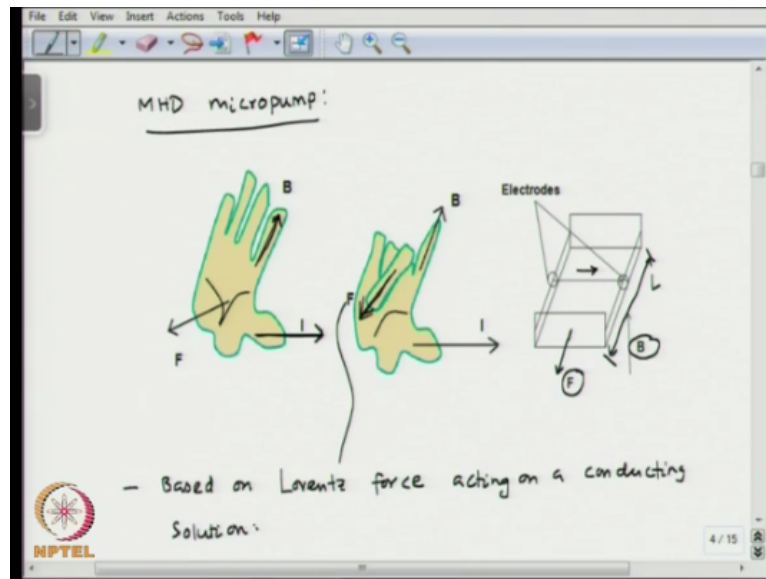 File Edit View Insert Actions Tools Help
MHD micropump:
B
I
F
B
I
F
Electrodes
L
B
F
- Based on Lorentz force acting on a conducting
Solution:
NPTEL
4 / 15